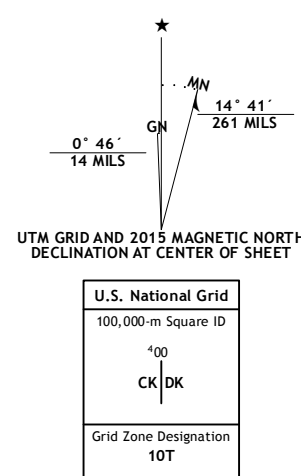 ★
MN
GN
14° 41´
261 MILS
0° 46´
14 MILS
UTM GRID AND 2015 MAGNETIC NORTH
DECLINATION AT CENTER OF SHEET
U.S. National Grid
100,000-m Square ID
⁴00
CK DK
Grid Zone Designation
10T